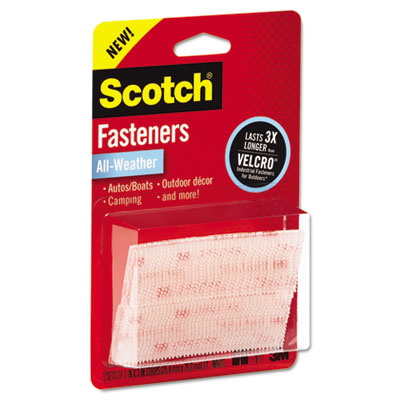 NEW!
Scotch
Fasteners
All-Weather
• Autos/Boats • Outdoor décor
• Camping • and more!
LASTS 3X
LONGER than
VELCRO®
Industrial Fasteners
for Outdoors*
3M